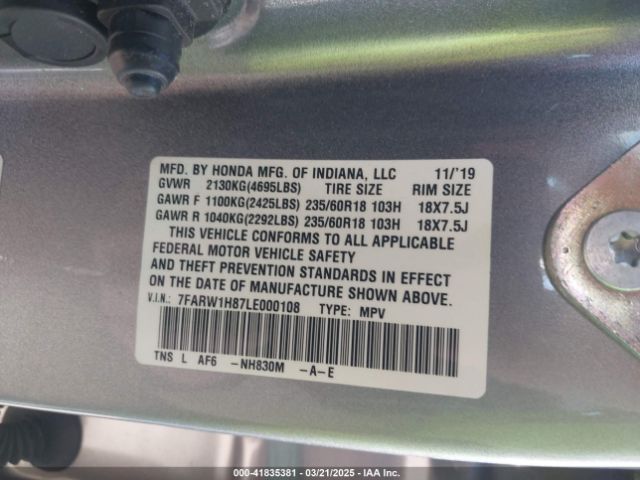 MFD. BY HONDA MFG. OF INDIANA, LLC 11/'19
GVWR 2130KG(4695LBS) TIRE SIZE RIM SIZE
GAWR F 1100KG(2425LBS) 235/60R18 103H 18X7.5J
GAWR R 1040KG(2292LBS) 235/60R18 103H 18X7.5J
THIS VEHICLE CONFORMS TO ALL APPLICABLE
FEDERAL MOTOR VEHICLE SAFETY
AND THEFT PREVENTION STANDARDS IN EFFECT
ON THE DATE OF MANUFACTURE SHOWN ABOVE.
V.I.N.: 7FARW1H87LE000108 TYPE: MPV
TNS L AF6 -NH830M -A-E
000-41835381 | 03/21/2025 | IAA Inc.